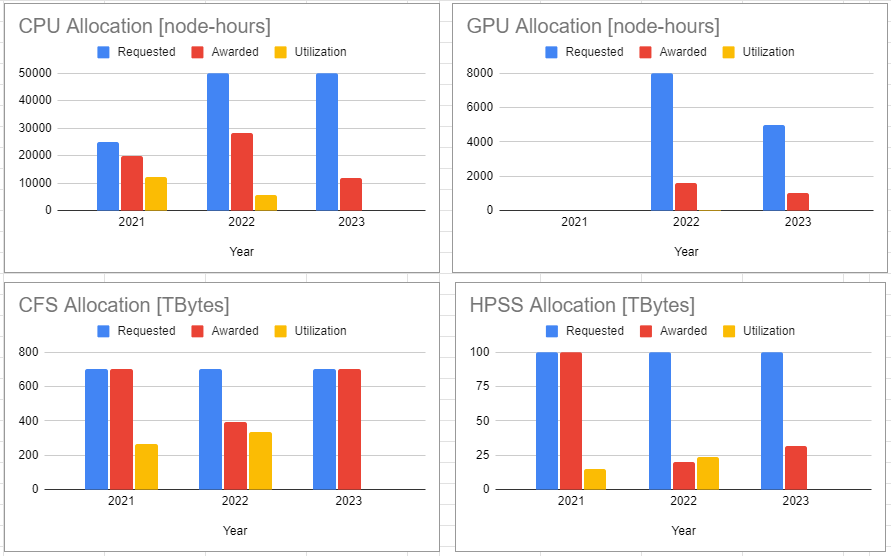 CPU Allocation [node-hours]
Requested Awarded Utilization
50000
40000
30000
20000
10000
0
2021 2022 2023
Year
GPU Allocation [node-hours]
Requested Awarded Utilization
8000
6000
4000
2000
0
2021 2022 2023
Year
CFS Allocation [TBytes]
Requested Awarded Utilization
800
600
400
200
0
2021 2022 2023
Year
HPSS Allocation [TBytes]
Requested Awarded Utilization
100
75
50
25
0
2021 2022 2023
Year